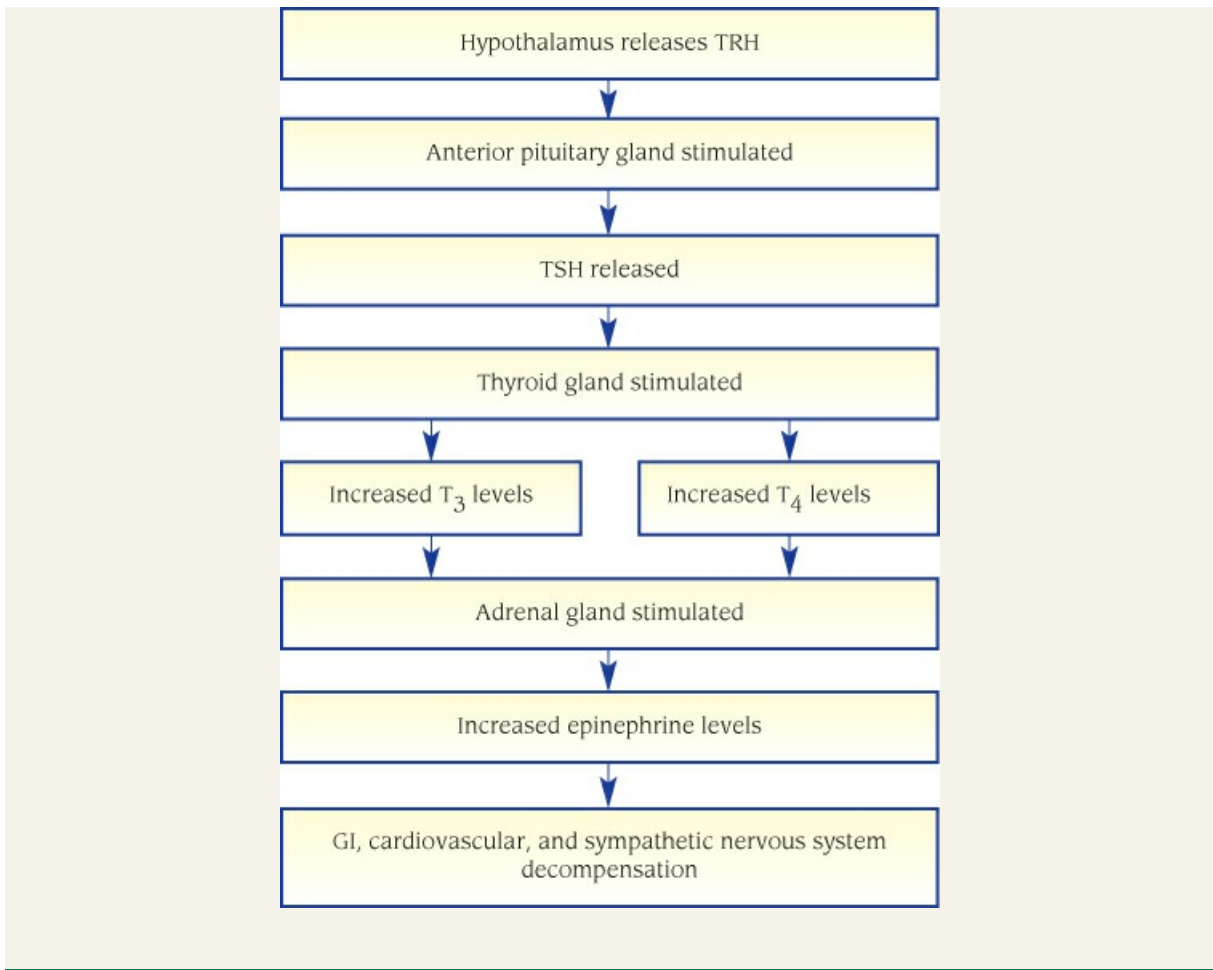 Hypothalamus releases TRH
Anterior pituitary gland stimulated
TSH released
Thyroid gland stimulated
Increased T3 levels
Increased T4 levels
Adrenal gland stimulated
Increased epinephrine levels
GI, cardiovascular, and sympathetic nervous system
decompensation